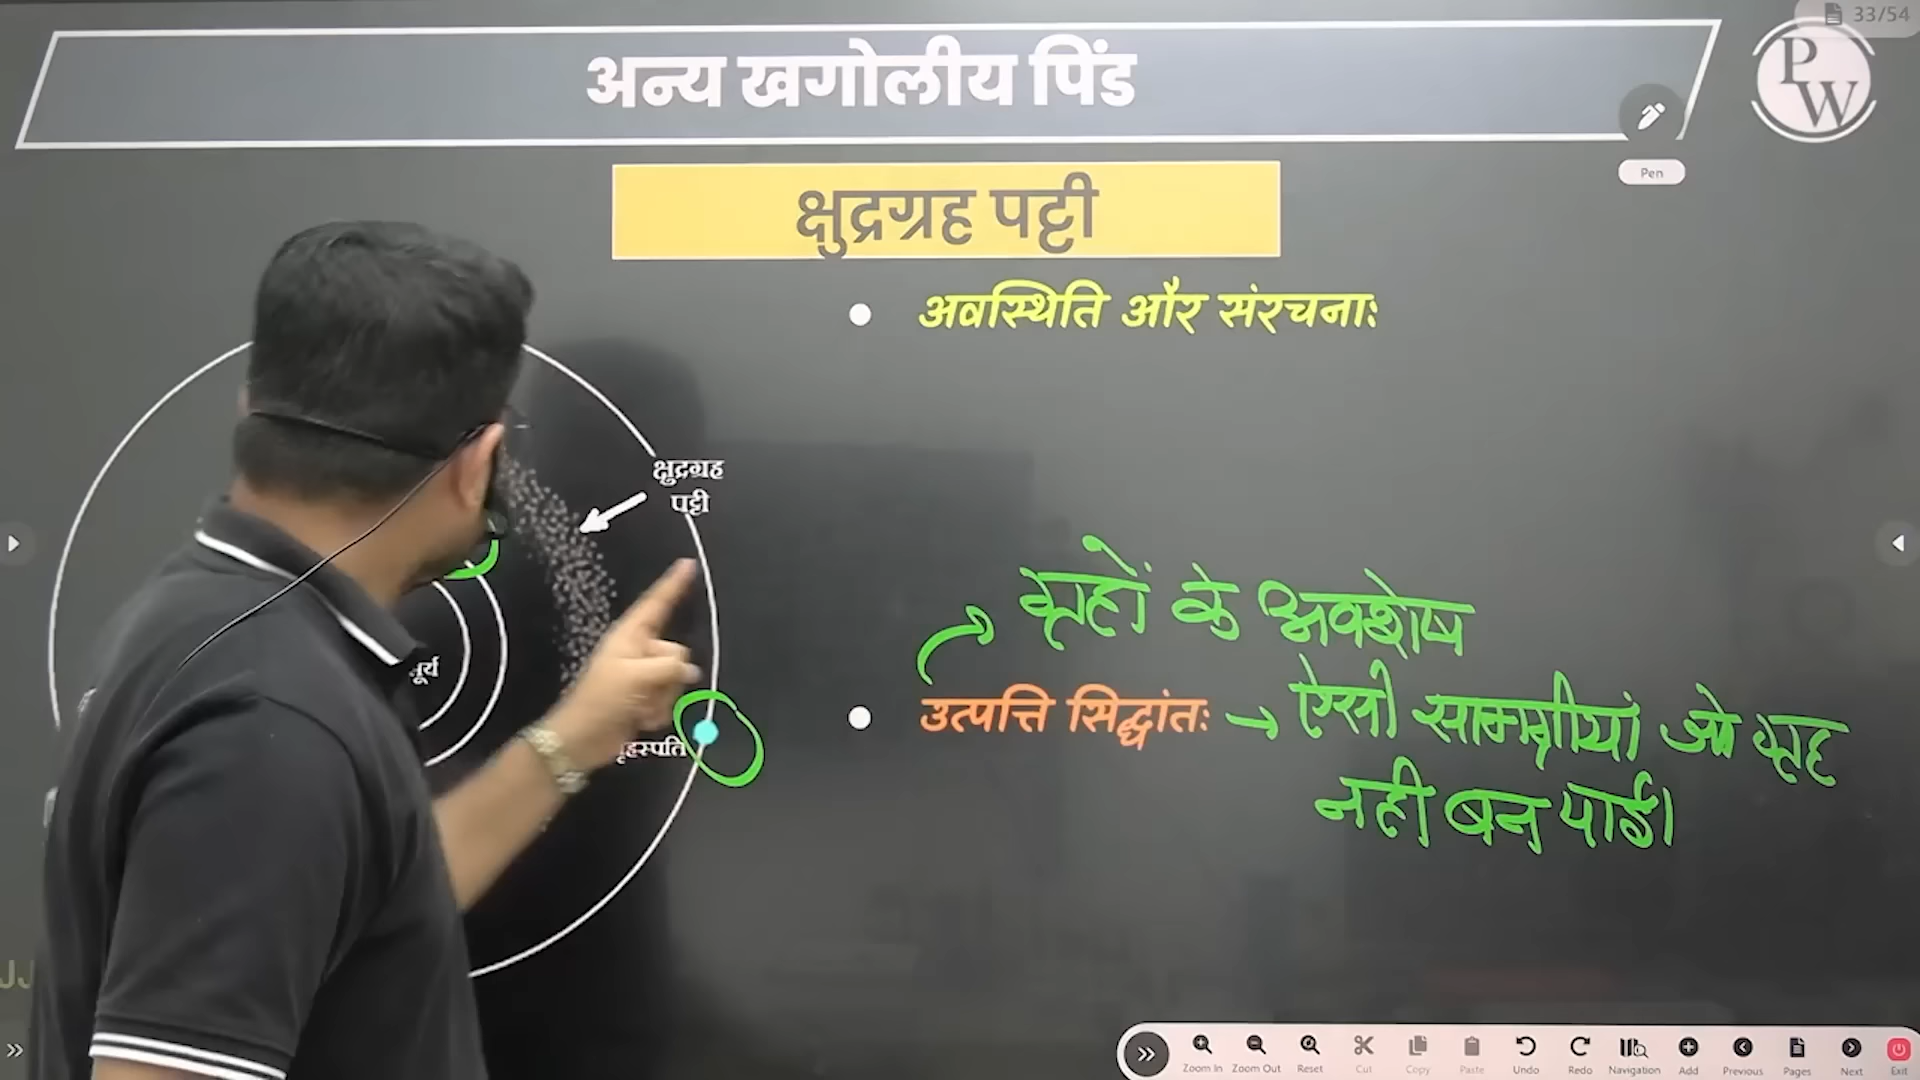 33/54
अन्य खगोलीय पिंड
PW
Pen
क्षुद्रग्रह पट्टी
अवस्थिति और संरचनाः
क्षुद्रग्रह
पट्टी
ग्रहों के अवशेष
उत्पत्ति सिद्धांतः → ऐसी सामग्रीयां जो ग्रह
नही बन पाई।
JJ
Zoom In Zoom Out Reset Cut Copy Paste Undo Redo Navigation Add Previous Pages Next Exit